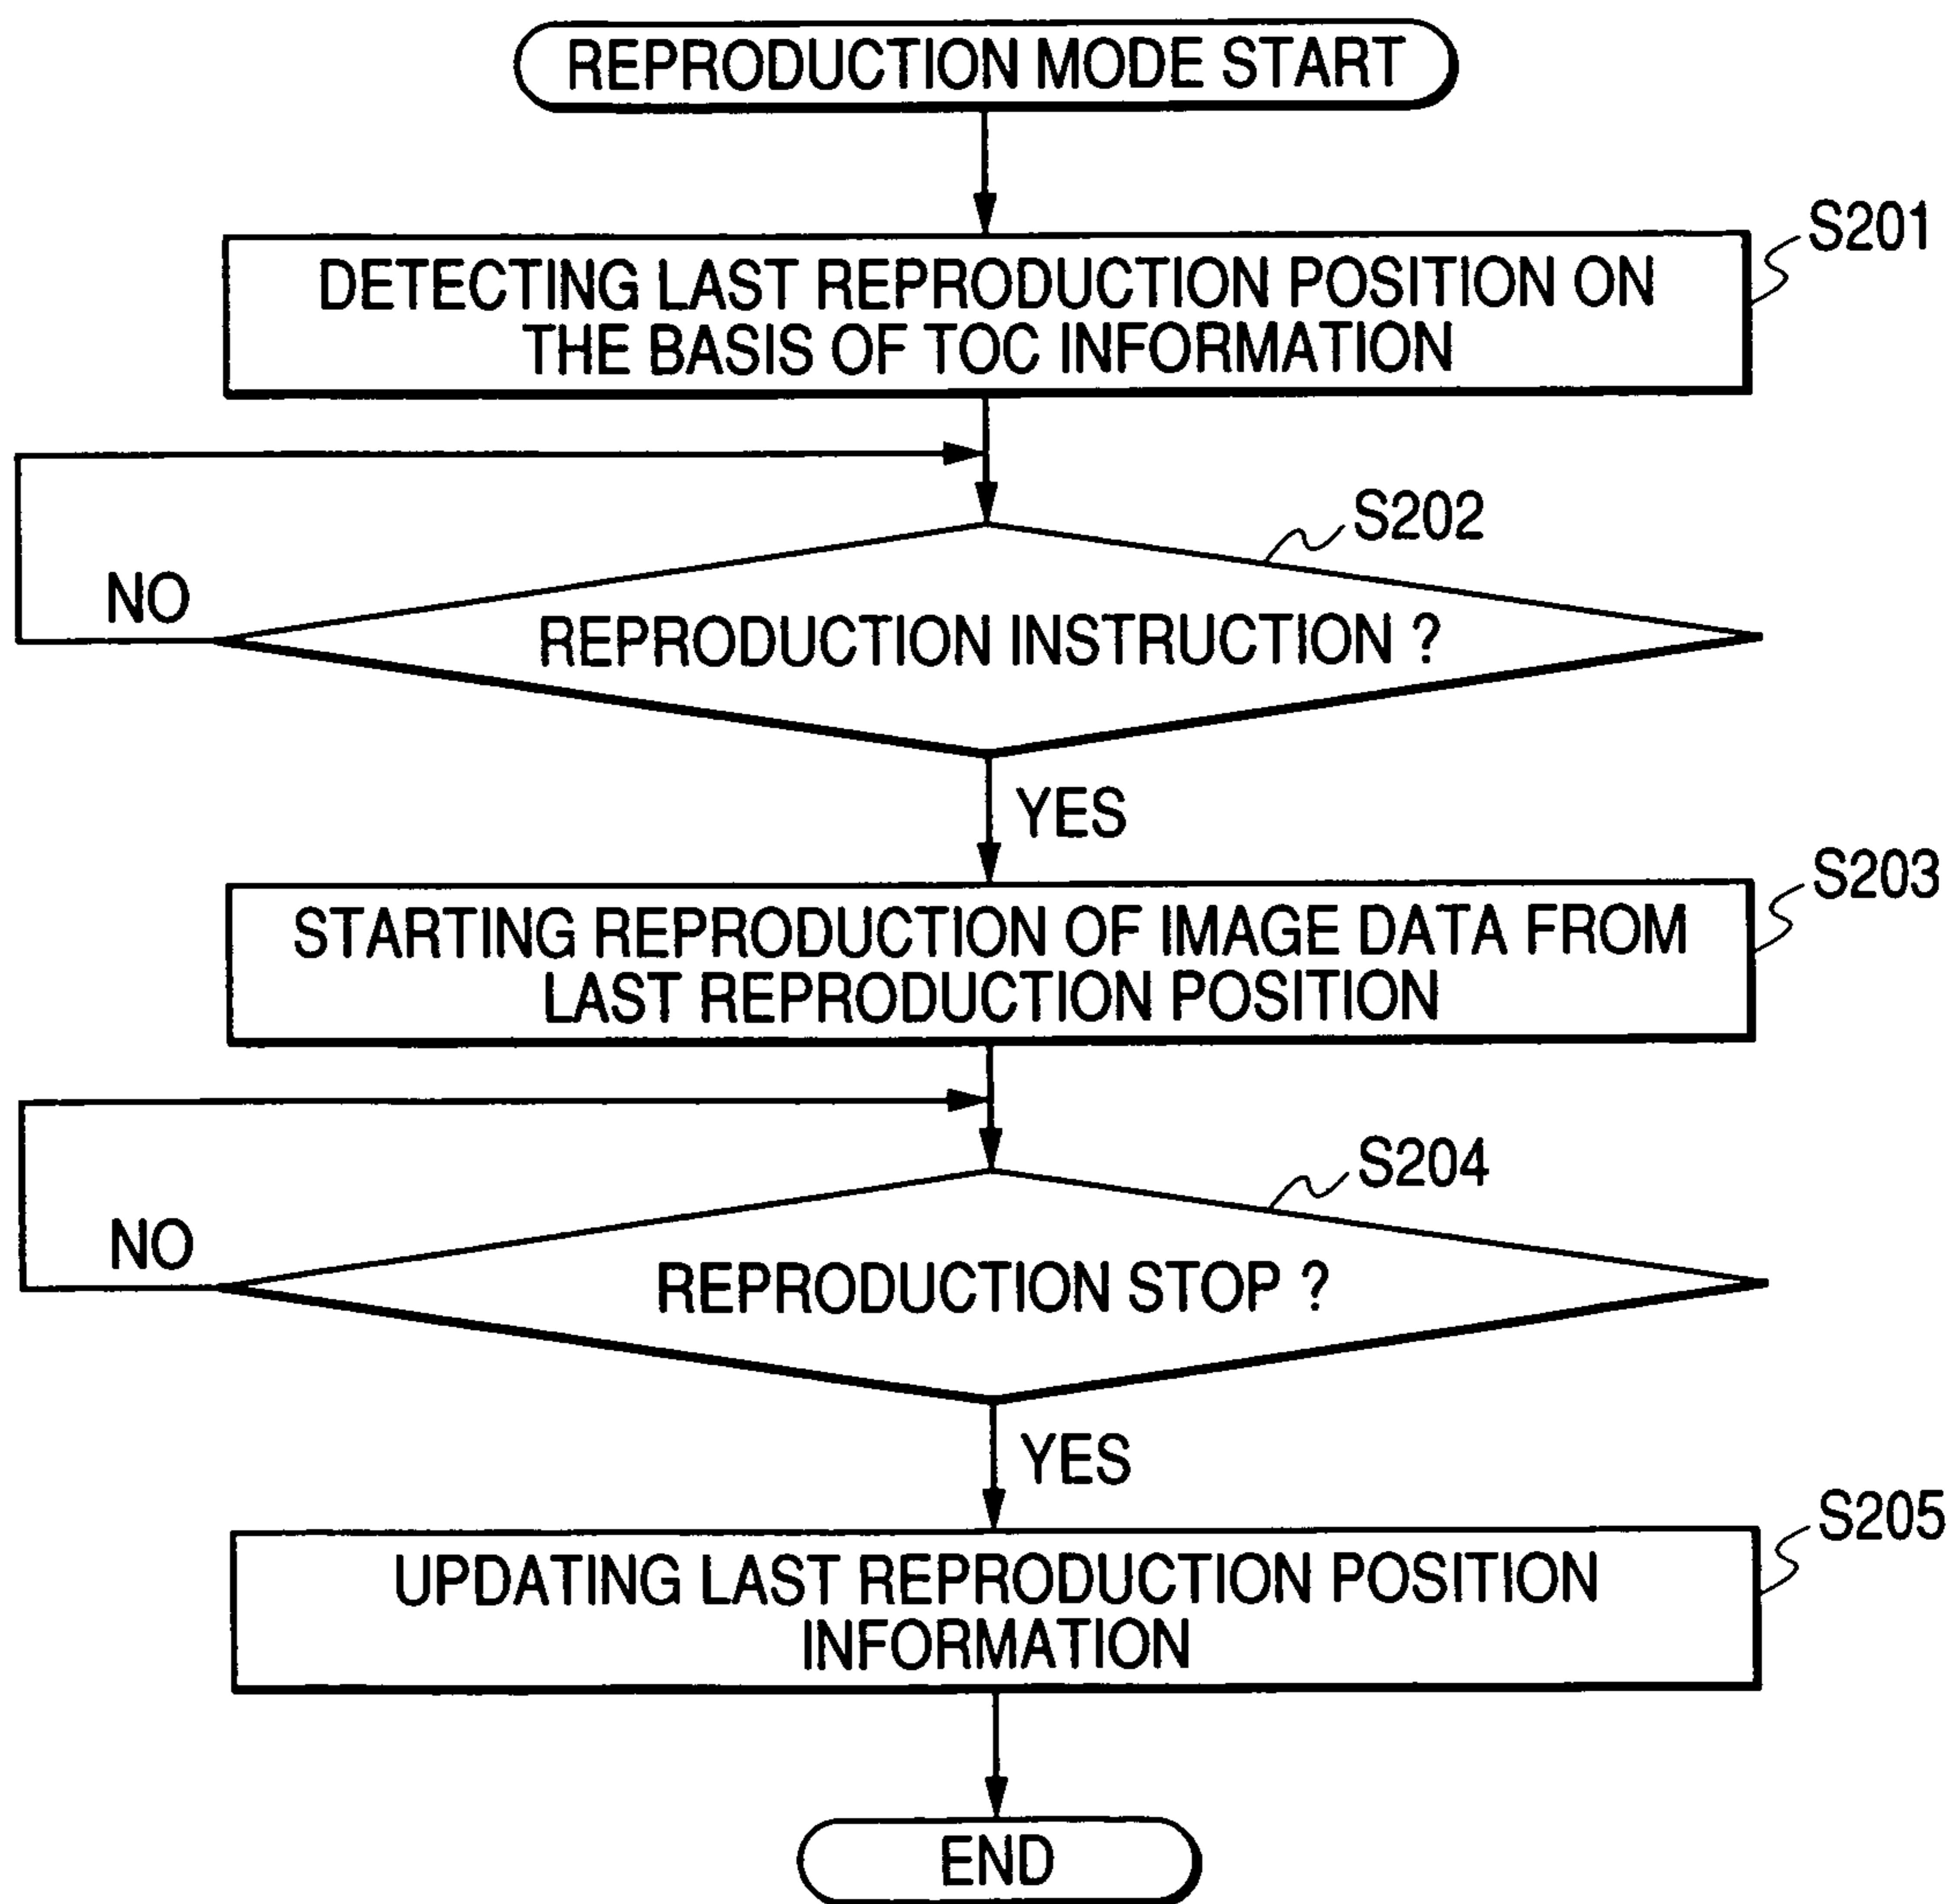 REPRODUCTION MODE START
S201
DETECTING LAST REPRODUCTION POSITION ON
THE BASIS OF TOC INFORMATION
S202
NO
REPRODUCTION INSTRUCTION ?
YES
S203
STARTING REPRODUCTION OF IMAGE DATA FROM
LAST REPRODUCTION POSITION
S204
NO
REPRODUCTION STOP ?
YES
S205
UPDATING LAST REPRODUCTION POSITION
INFORMATION
END